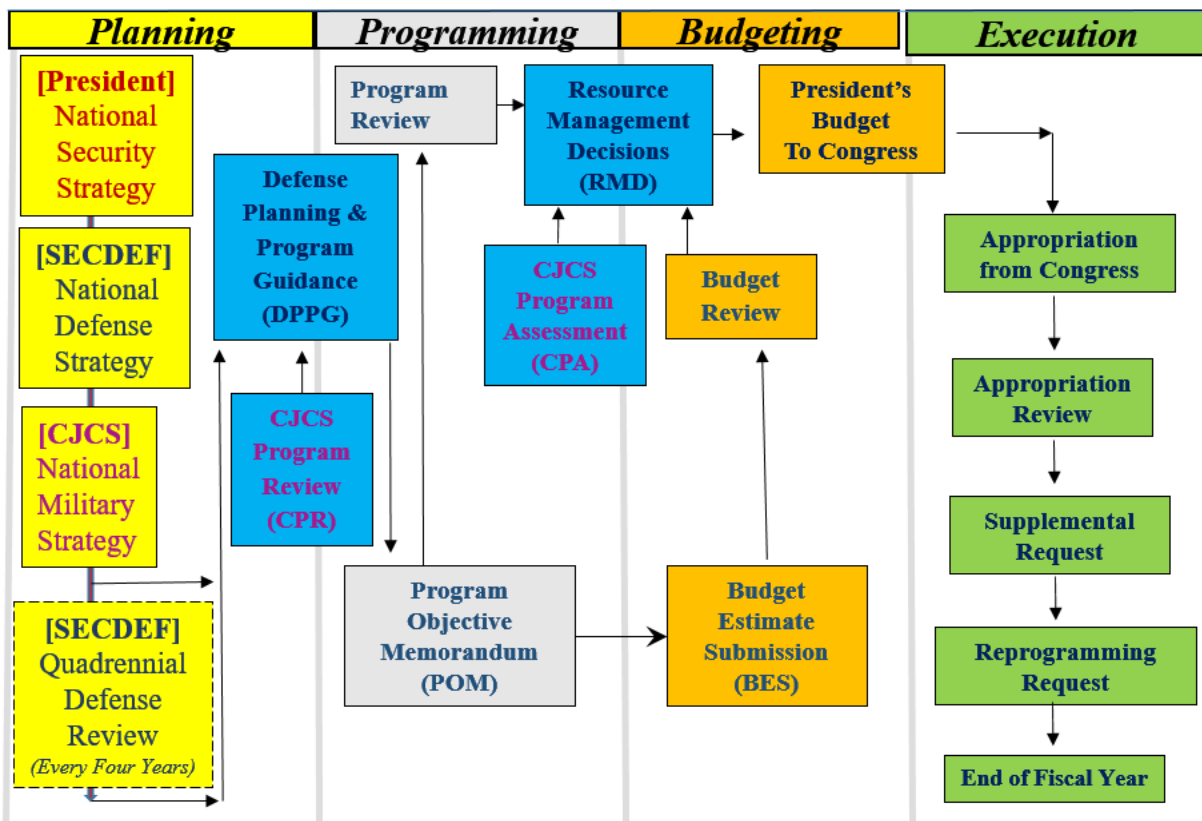 Planning
Programming
Budgeting
Execution
[President]
National
Security
Strategy
[SECDEF]
National
Defense
Strategy
[CJCS]
National
Military
Strategy
[SECDEF]
Quadrennial
Defense
Review
(Every Four Years)
Defense
Planning &
Program
Guidance
(DPPG)
CJCS
Program
Review
(CPR)
Program
Review
Program
Objective
Memorandum
(POM)
Resource
Management
Decisions
(RMD)
CJCS
Program
Assessment
(CPA)
Budget
Review
Budget
Estimate
Submission
(BES)
President’s
Budget
To Congress
Appropriation
from Congress
Appropriation
Review
Supplemental
Request
Reprogramming
Request
End of Fiscal Year